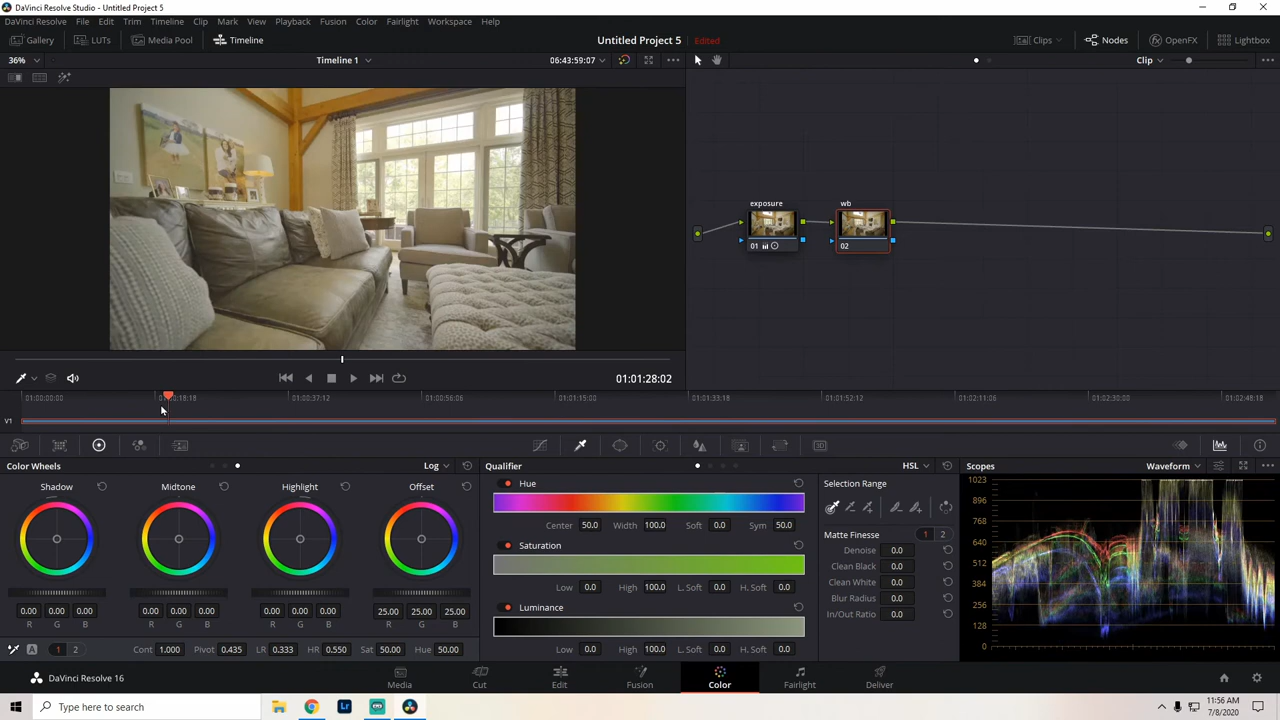 DaVinci Resolve Studio - Untitled Project 5
DaVinci Resolve File Edit Trim Timeline Clip Mark View Playback Fusion Color Fairlight Workspace Help
Gallery LUTs Media Pool Timeline Untitled Project 5 Edited Clips Nodes OpenFX Lightbox
36% Timeline 1 06:43:59:07 Clip
exposure wb
01 02
01:01:28:02
01:00:00:00 01:00:37:12 01:00:56:06 01:01:15:00 01:01:33:18 01:01:52:12 01:02:11:06 01:02:30:00 01:02:48:18
V1
Color Wheels Log Qualifier HSL Scopes Waveform
Shadow Midtone Highlight Offset
Hue
Center 50.0 Width 100.0 Soft 0.0 Sym 50.0
Saturation
Low 0.0 High 100.0 L. Soft 0.0 H. Soft 0.0
Luminance
Low 0.0 High 100.0 L. Soft 0.0 H. Soft 0.0
Selection Range
Matte Finesse 1 2
Denoise 0.0
Clean Black 0.0
Clean White 0.0
Blur Radius 0.0
In/Out Ratio 0.0
1023
896
768
640
512
384
256
128
0
0.00 0.00 0.00 0.00 0.00 0.00 0.00 0.00 0.00 25.00 25.00 25.00
R G B R G B R G B R G B
A 1 2 Cont 1.000 Pivot 0.435 LR 0.333 HR 0.550 Sat 50.00 Hue 50.00
DaVinci Resolve 16 Media Cut Edit Fusion Color Fairlight Deliver
Type here to search
Lr
11:56 AM
7/8/2020